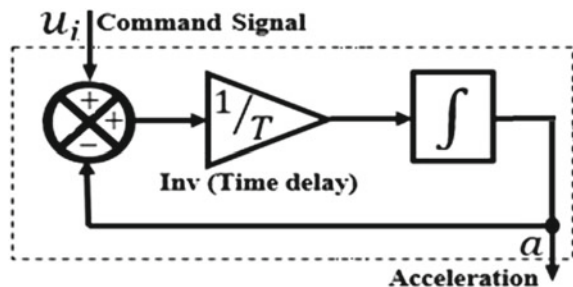 u_i Command Signal
+
+
−
1/T
∫
Inv (Time delay)
a
Acceleration